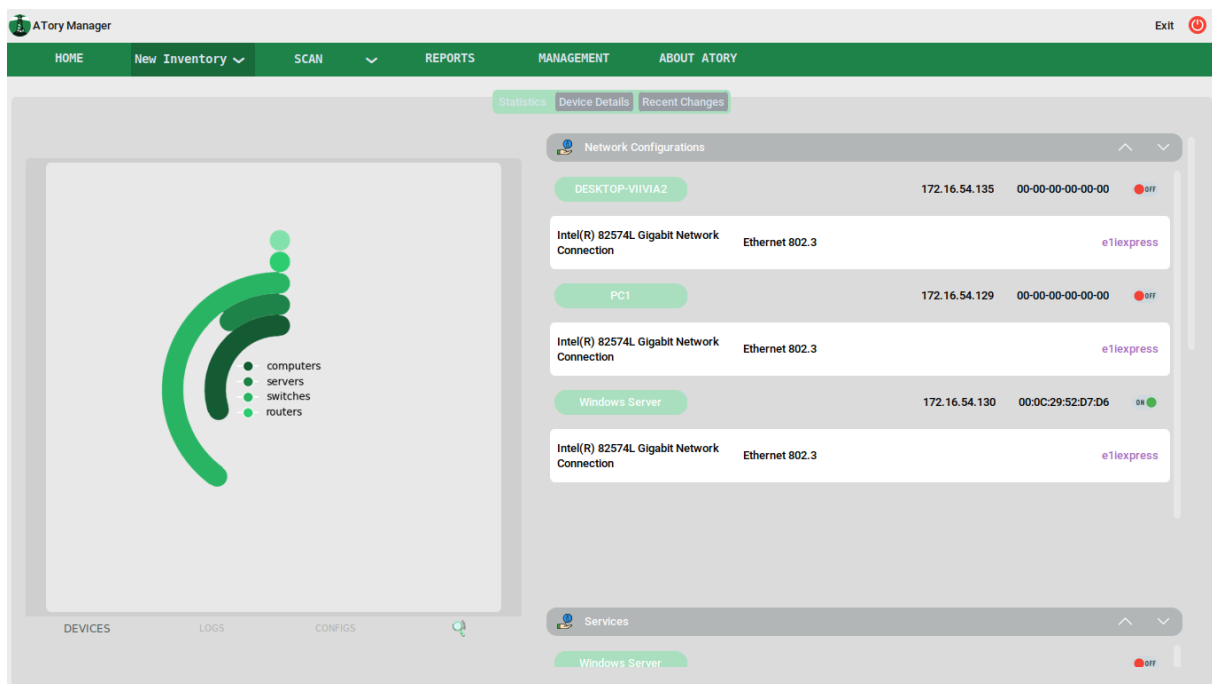 ATory Manager
Exit
HOME New Inventory SCAN REPORTS MANAGEMENT ABOUT ATORY
Statistics Device Details Recent Changes
computers
servers
switches
routers
DEVICES LOGS CONFIGS
Network Configurations
DESKTOP-VIIVIA2 172.16.54.135 00-00-00-00-00-00 OFF
Intel(R) 82574L Gigabit Network
Connection
Ethernet 802.3 e1iexpress
PC1 172.16.54.129 00-00-00-00-00-00 OFF
Intel(R) 82574L Gigabit Network
Connection
Ethernet 802.3 e1iexpress
Windows Server 172.16.54.130 00:0C:29:52:D7:D6 ON
Intel(R) 82574L Gigabit Network
Connection
Ethernet 802.3 e1iexpress
Services
Windows Server OFF